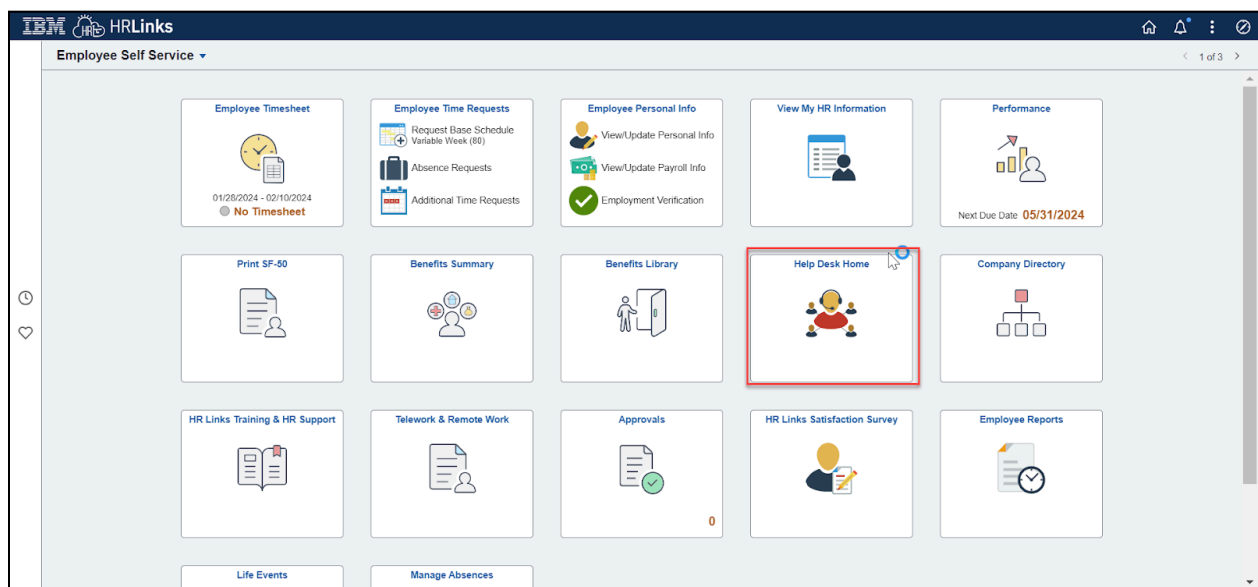 IBM HR HRLinks
Employee Self Service
1 of 3
Employee Timesheet
01/28/2024 - 02/10/2024
No Timesheet
Employee Time Requests
Request Base Schedule
Variable Week (80)
Absence Requests
Additional Time Requests
Employee Personal Info
View/Update Personal Info
View/Update Payroll Info
Employment Verification
View My HR Information
Performance
Next Due Date 05/31/2024
Print SF-50
Benefits Summary
Benefits Library
Help Desk Home
Company Directory
HR Links Training & HR Support
Telework & Remote Work
Approvals
0
HR Links Satisfaction Survey
Employee Reports
Life Events
Manage Absences